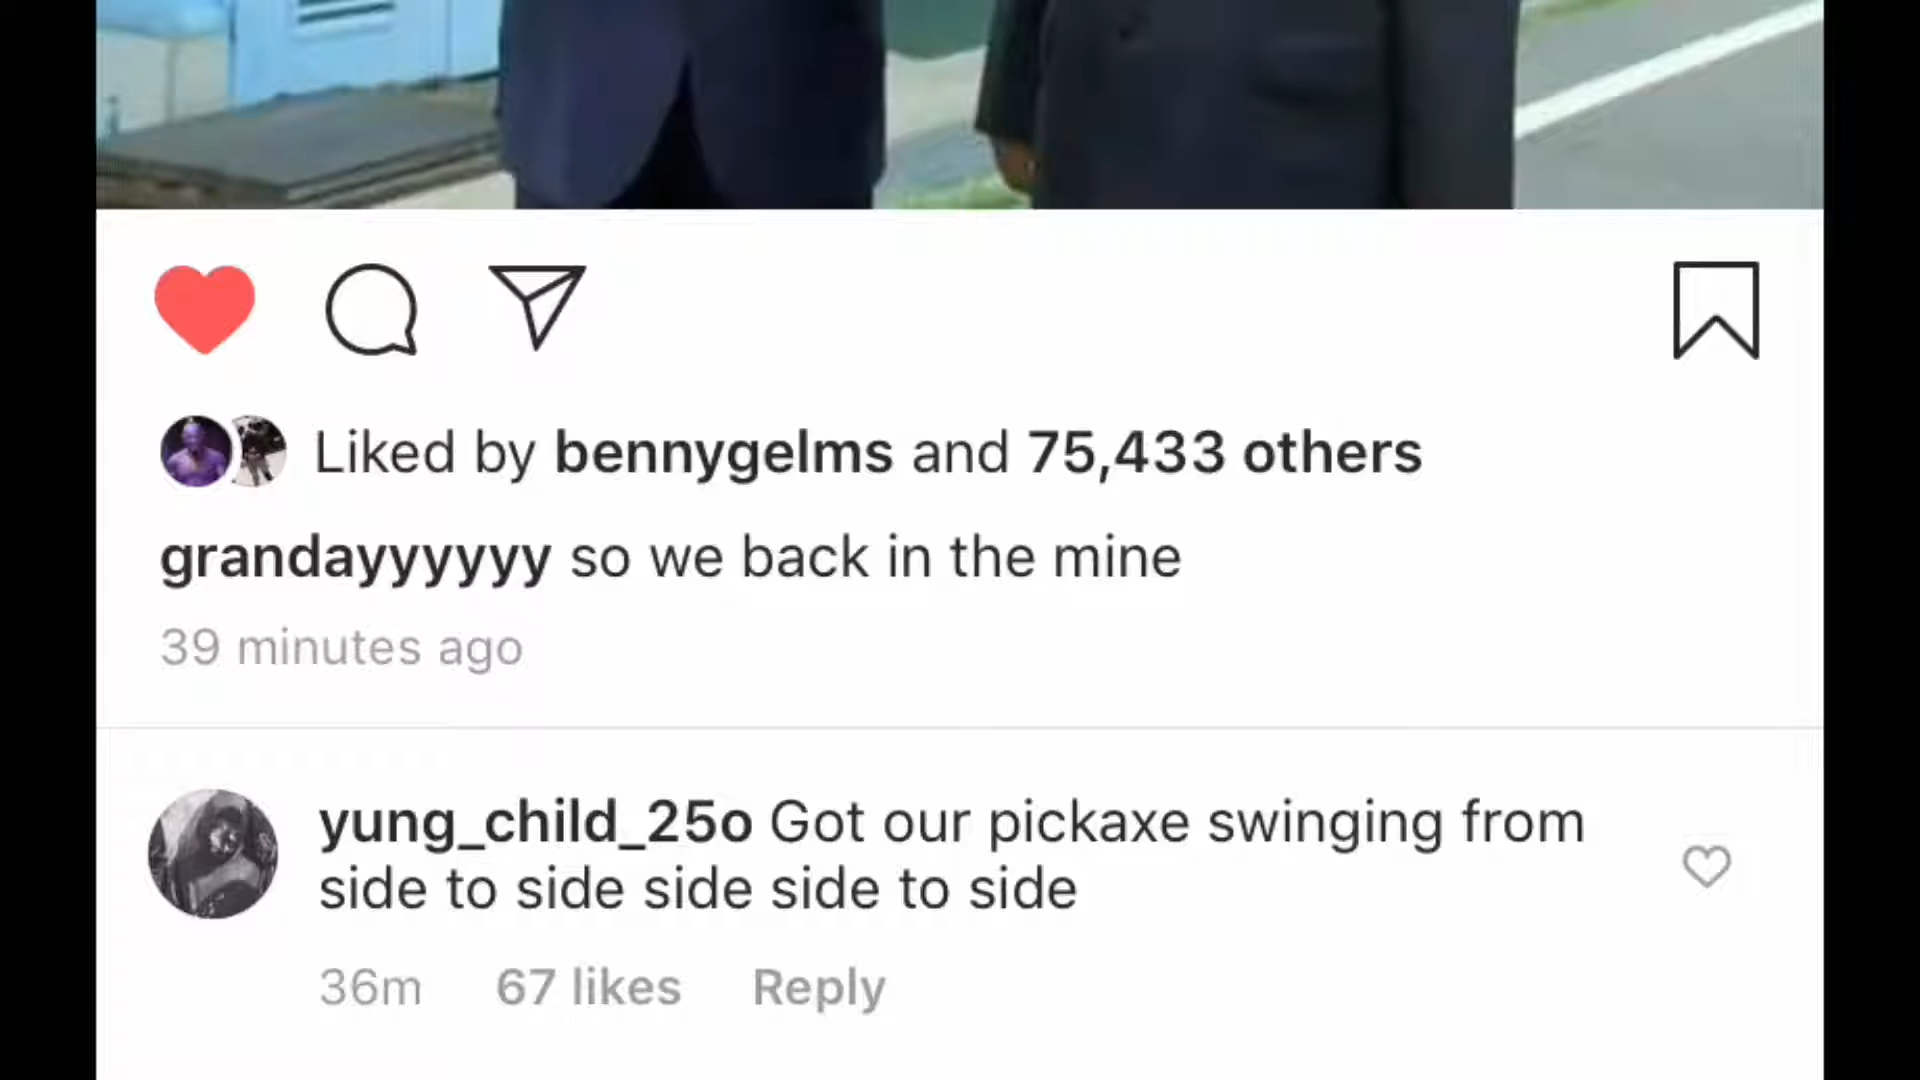 Liked by bennygelms and 75,433 others
grandayyyyyy so we back in the mine
39 minutes ago
yung_child_25o Got our pickaxe swinging from
side to side side side to side
36m 67 likes Reply